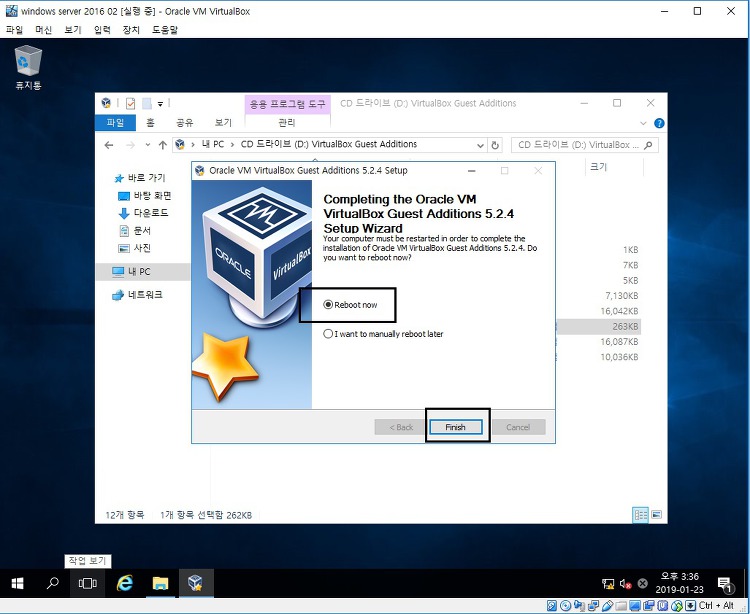 windows server 2016 02 [실행 중] - Oracle VM VirtualBox
파일 머신 보기 입력 장치 도움말
휴지통
응용 프로그램 도구 CD 드라이브 (D:) VirtualBox Guest Additions
파일 홈 공유 보기 관리
내 PC > CD 드라이브 (D:) VirtualBox Guest Additions
CD 드라이브 (D:) VirtualBox ...
바로 가기
바탕 화면
다운로드
문서
사진
내 PC
네트워크
크기
1KB
7KB
5KB
7,130KB
16,042KB
263KB
16,087KB
10,036KB
Oracle VM VirtualBox Guest Additions 5.2.4 Setup
ORACLE
VirtualBox
Completing the Oracle VM
VirtualBox Guest Additions 5.2.4
Setup Wizard
Your computer must be restarted in order to complete the
installation of Oracle VM VirtualBox Guest Additions 5.2.4. Do
you want to reboot now?
Reboot now
I want to manually reboot later
< Back Finish Cancel
12개 항목 1개 항목 선택함 262KB
작업 보기
오후 3:36
2019-01-23
1
Ctrl + Alt